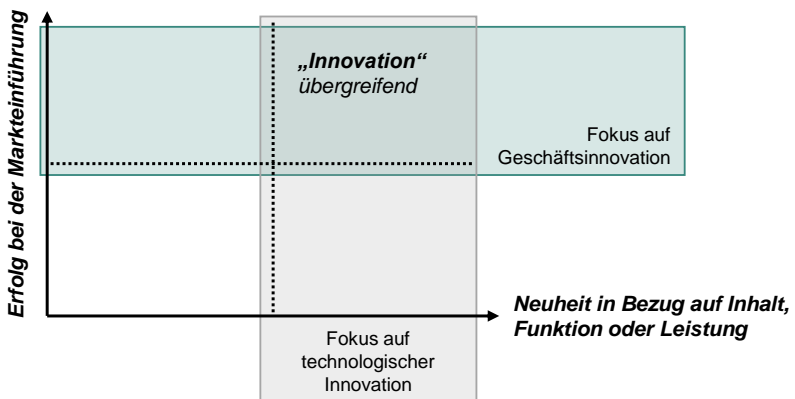 Erfolg bei der Markteinführung
„Innovation“
übergreifend
Fokus auf
Geschäftsinnovation
Neuheit in Bezug auf Inhalt,
Funktion oder Leistung
Fokus auf
technologischer
Innovation